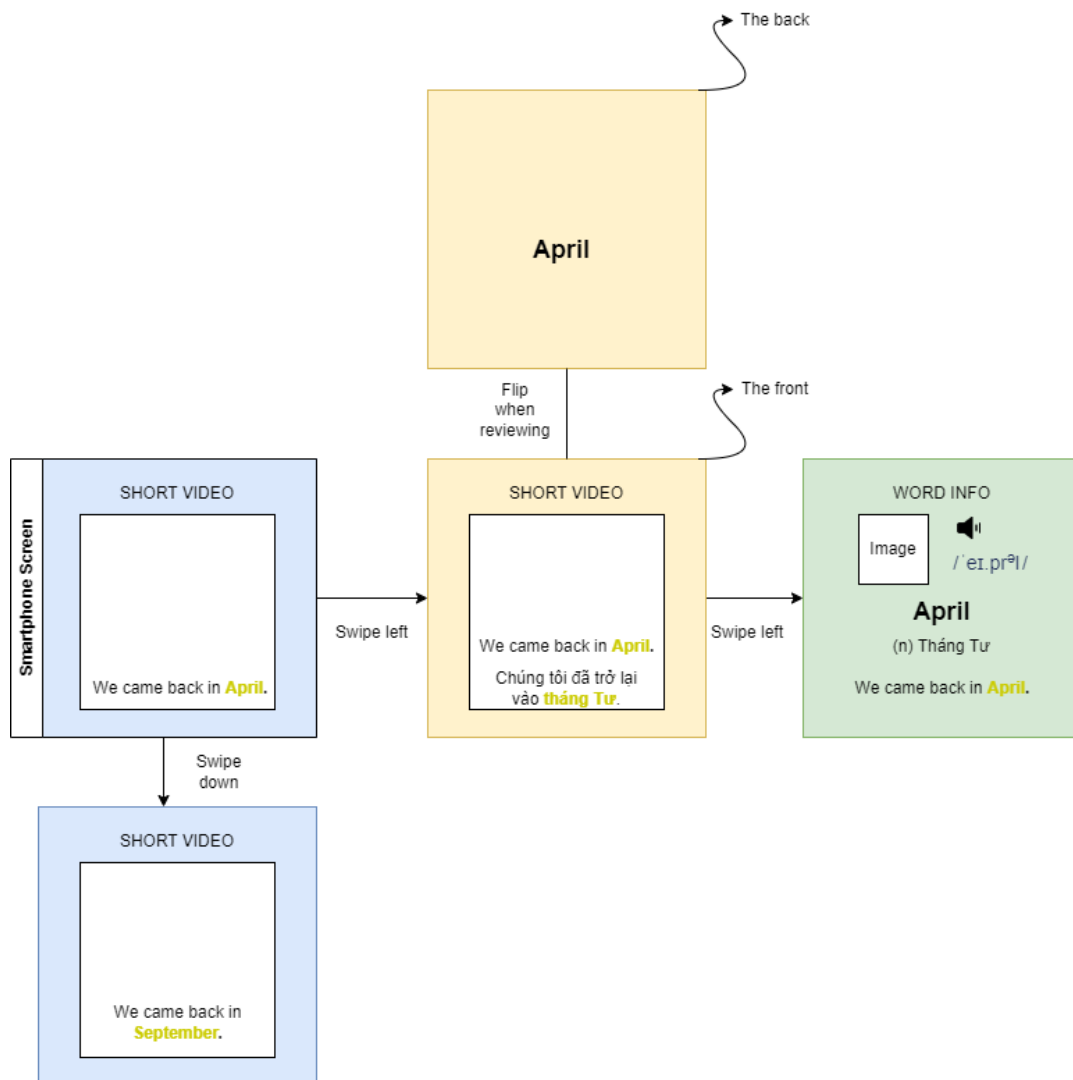 The back
April
Flip
when
reviewing
The front
Smartphone Screen
SHORT VIDEO
We came back in April.
Swipe left
SHORT VIDEO
We came back in April.
Chúng tôi đã trở lại
vào tháng Tư.
Swipe left
WORD INFO
Image
/ˈeɪ.prəl/
April
(n) Tháng Tư
We came back in April.
Swipe
down
SHORT VIDEO
We came back in
September.